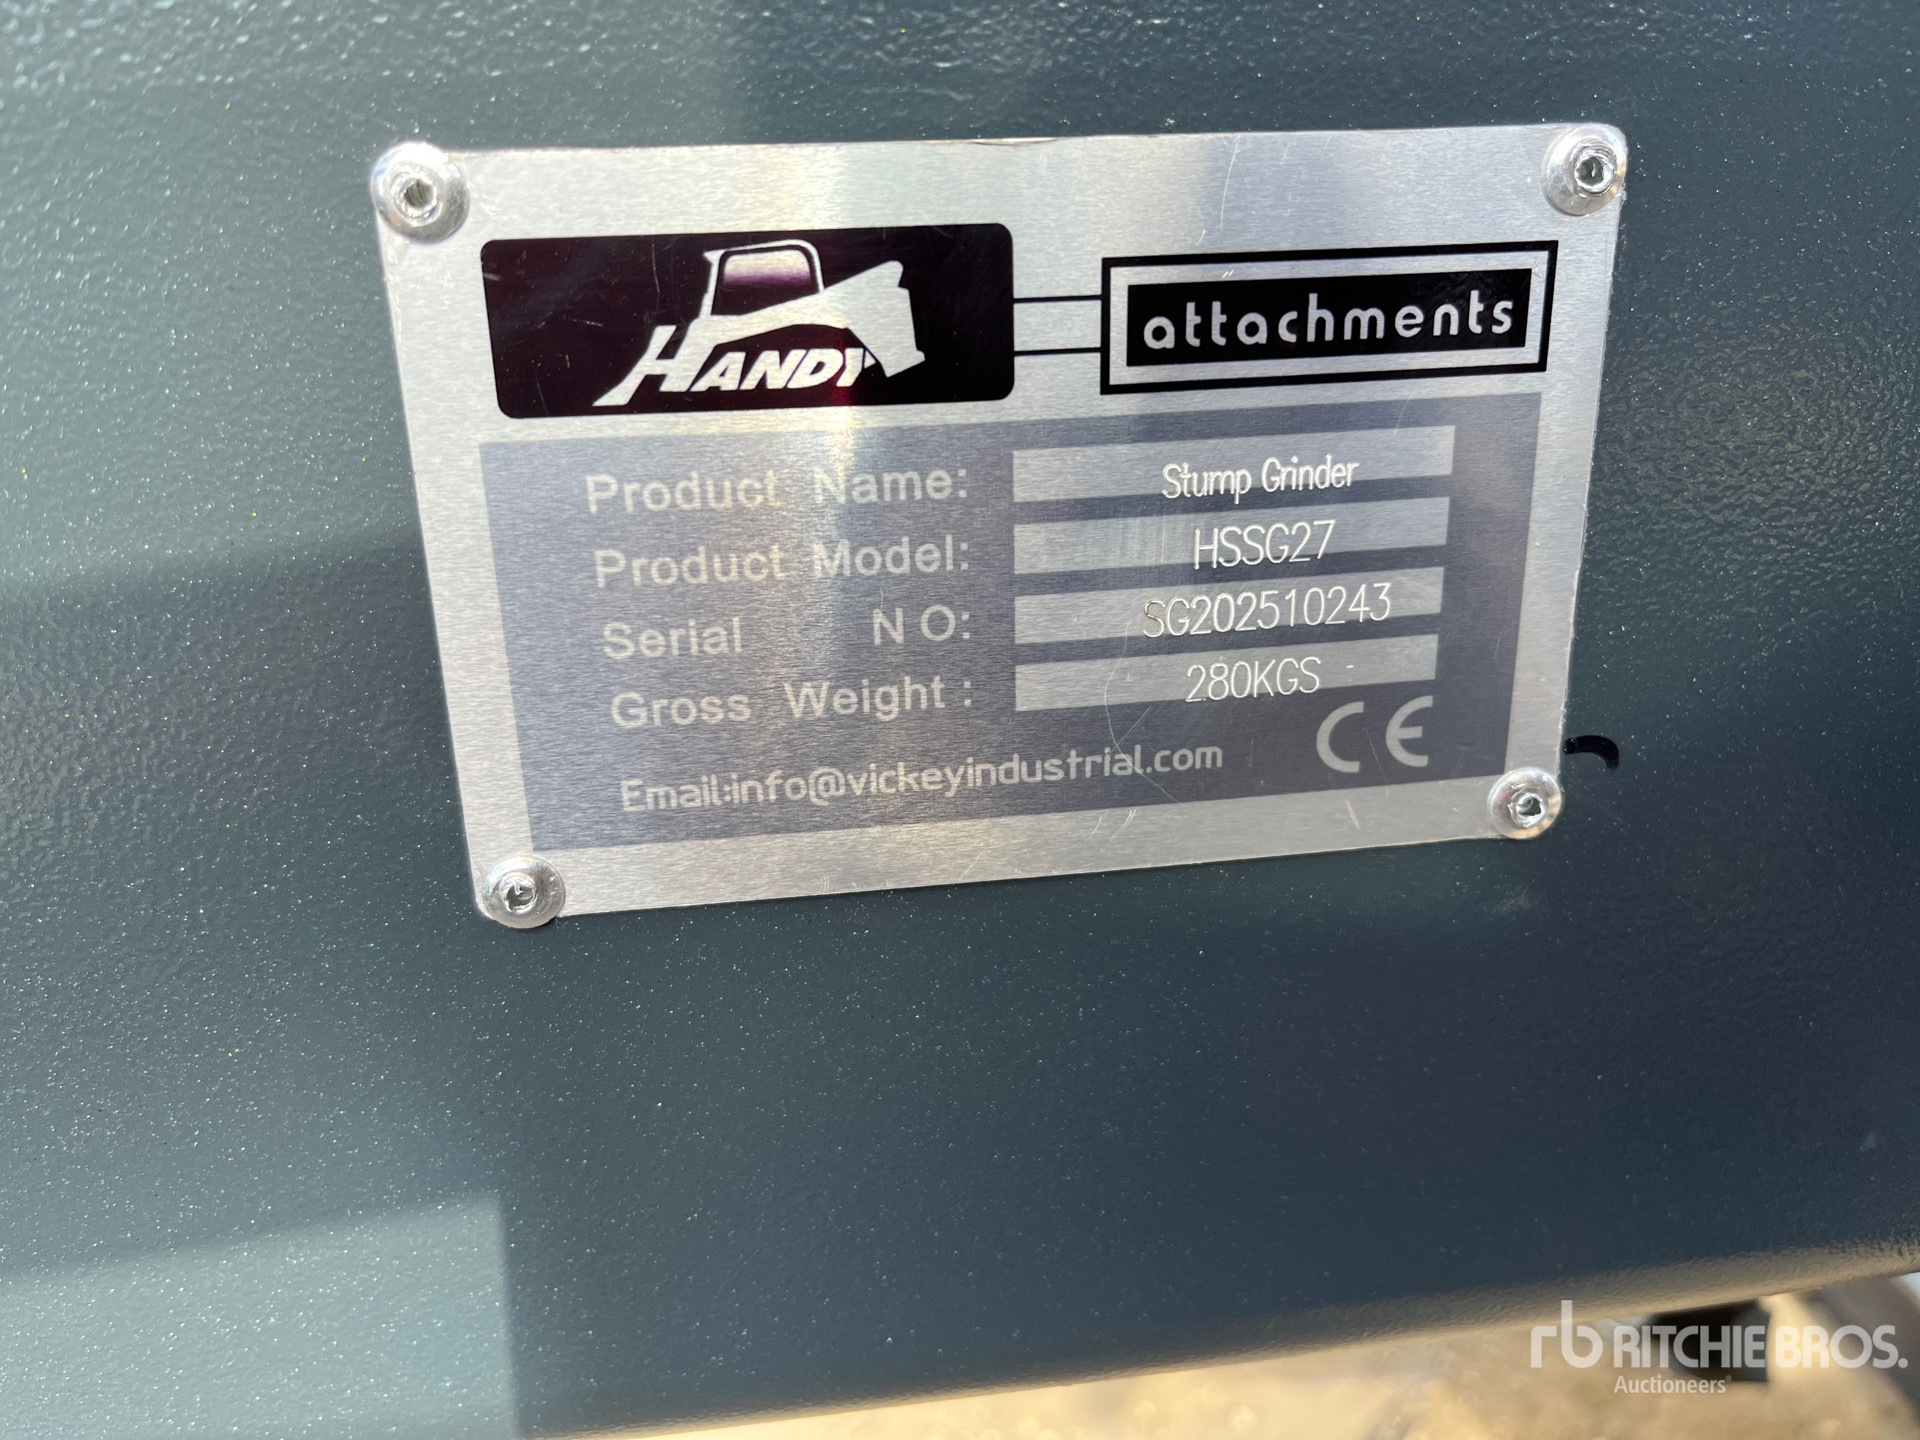 HANDY attachments
Product Name: Stump Grinder
Product Model: HSSG27
Serial NO: SG202510243
Gross Weight: 280KGS
Email:info@vickeyindustrial.com CE
rb RITCHIE BROS.
Auctioneers